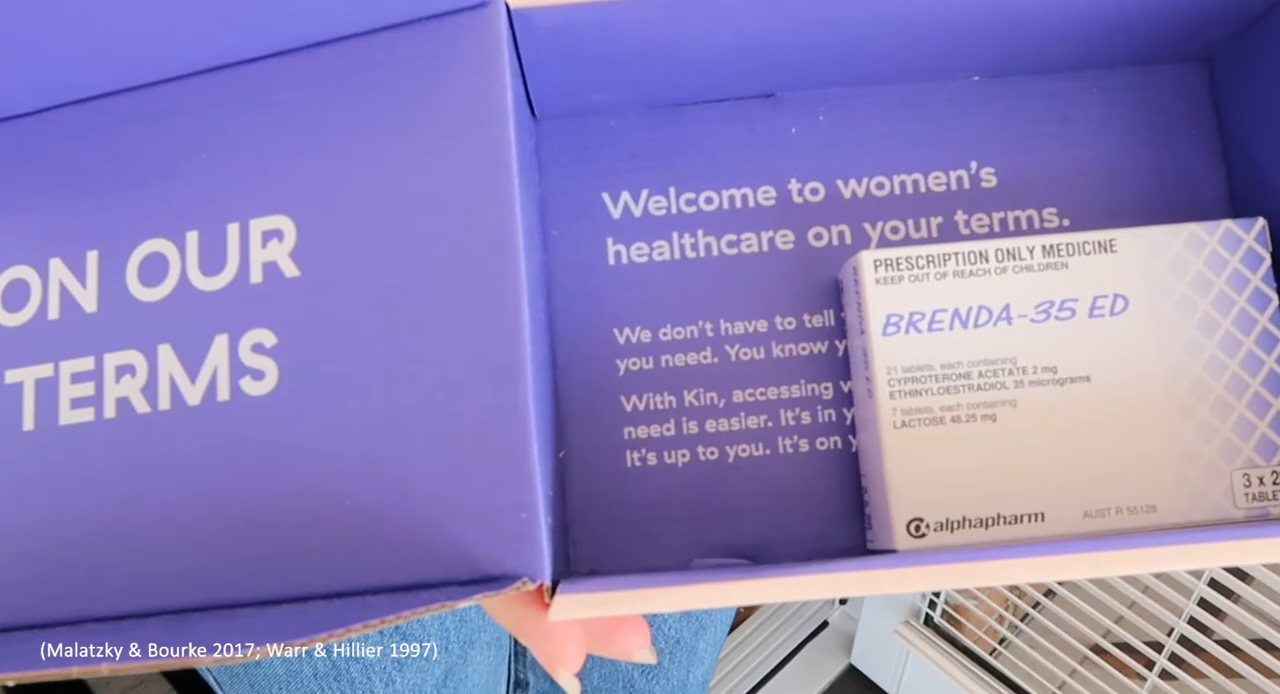 ON OUR
TERMS
Welcome to women's
healthcare on your terms.
We don't have to tell
you need. You know
With Kin, accessing
need is easier. It's in
It's up to you. It's on
PRESCRIPTION ONLY MEDICINE
KEEP OUT OF REACH OF CHILDREN
BRENDA-35 ED
21 tablets, each containing
CYPROTERONE ACETATE 2 mg
ETHINYLOESTRADIOL 35 micrograms
7 tablets, each containing
LACTOSE 48.25 mg
3 x 2
TABLE
alphapharm
AUST R 55128
(Malatzky & Bourke 2017; Warr & Hillier 1997)